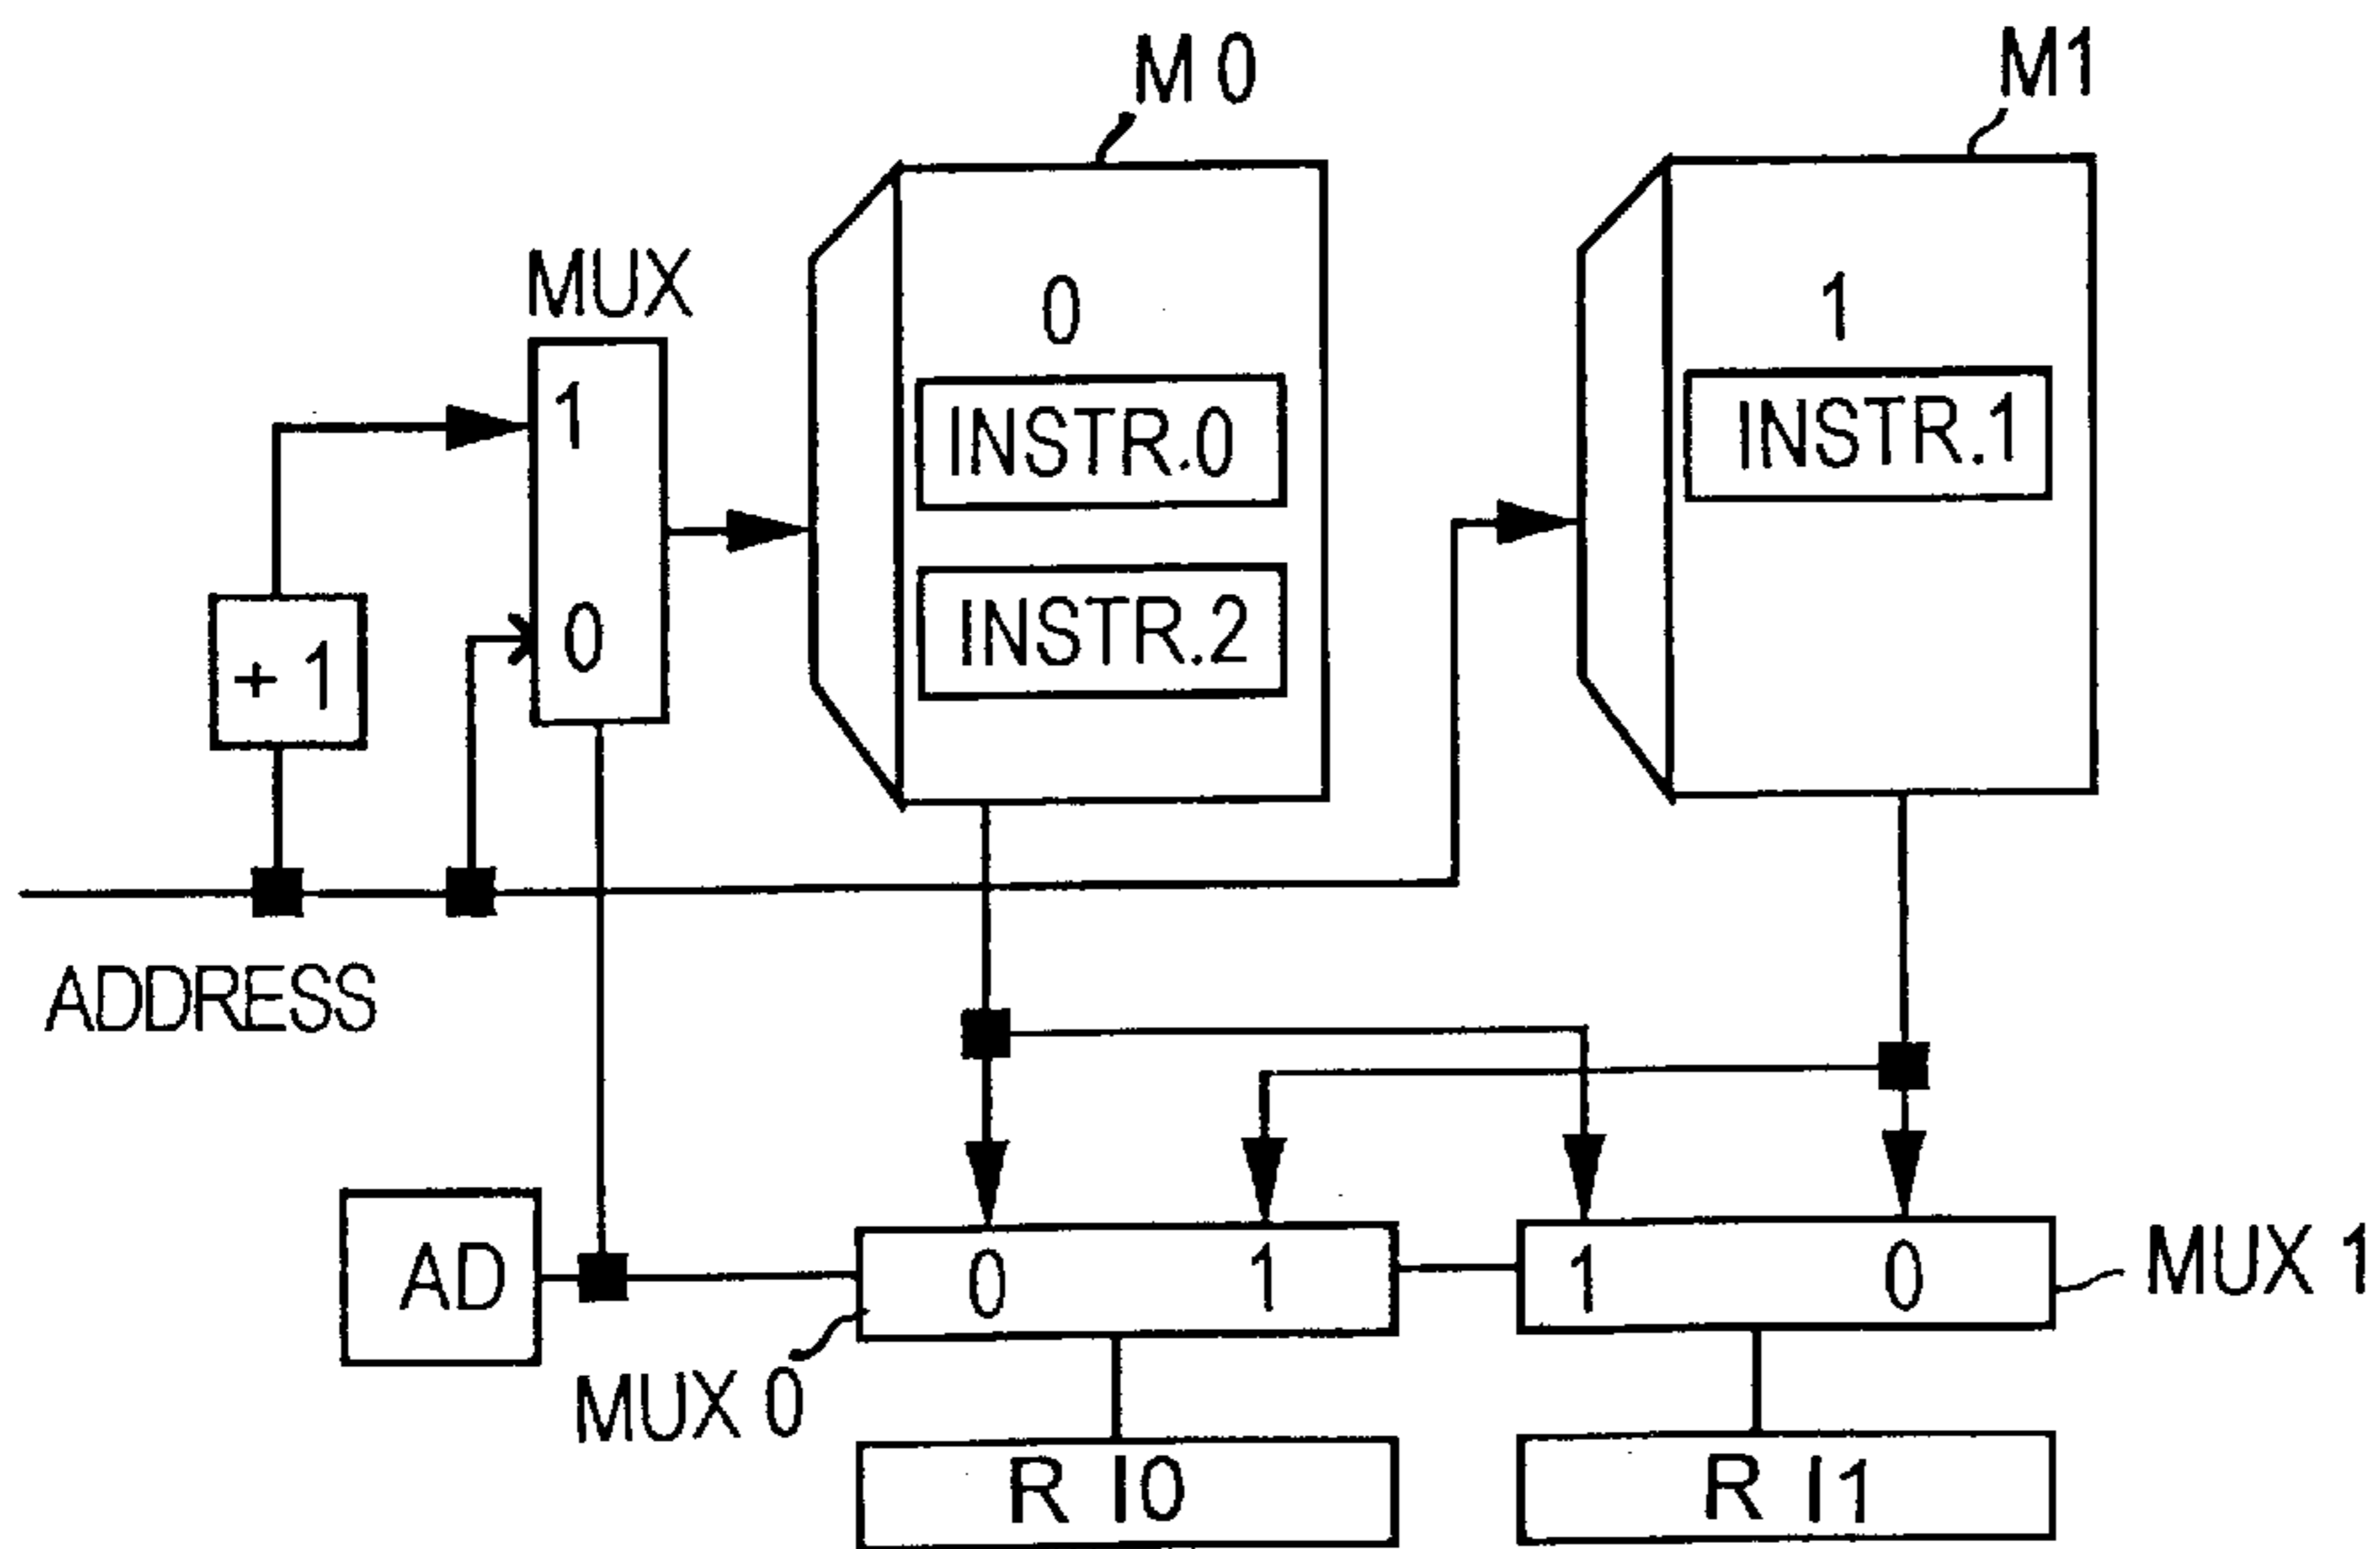 M 0
M1
MUX
0
1
1
INSTR.0
INSTR.1
0
INSTR.2
+ 1
ADDRESS
AD
0
1
1
0
MUX 1
MUX 0
R I0
R I1